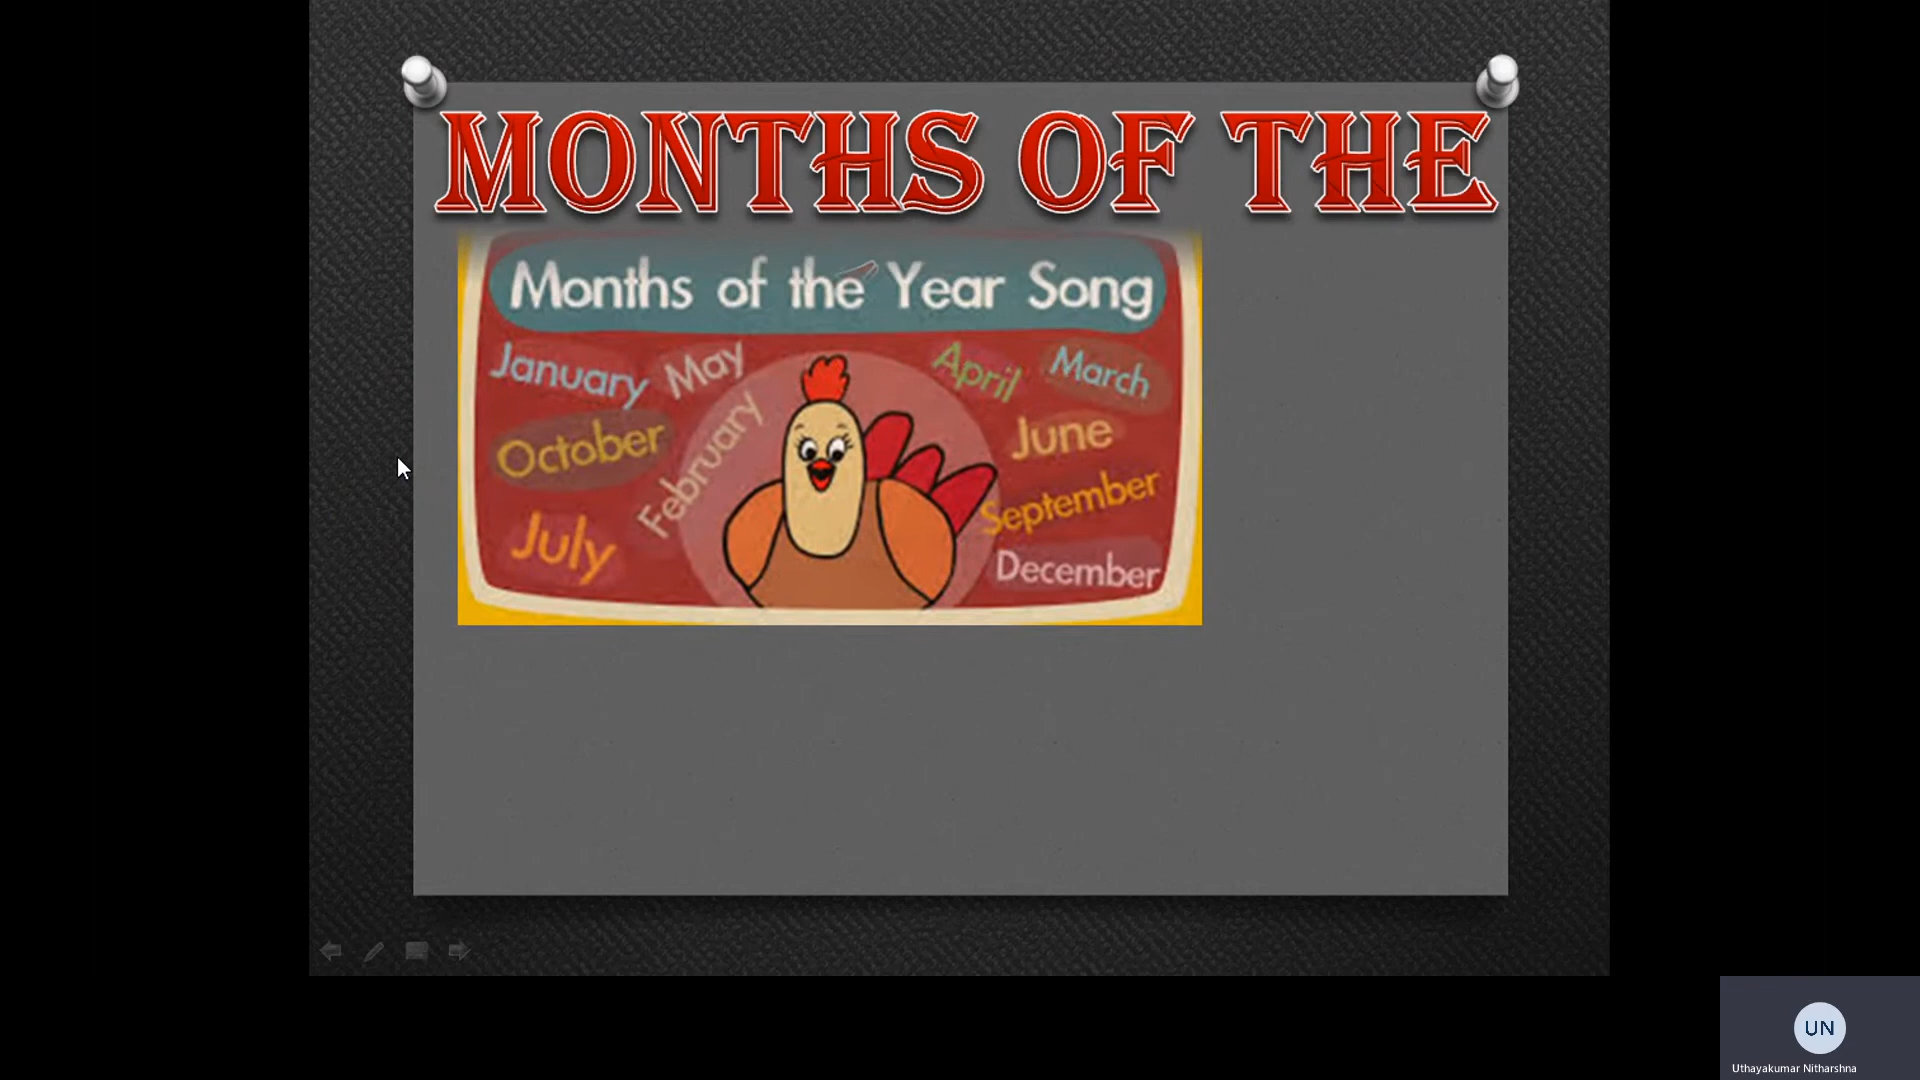 MONTHS OF THE
Months of the Year Song
January May April March
October February June
July September
December
UN
Uthayakumar Nitharshna